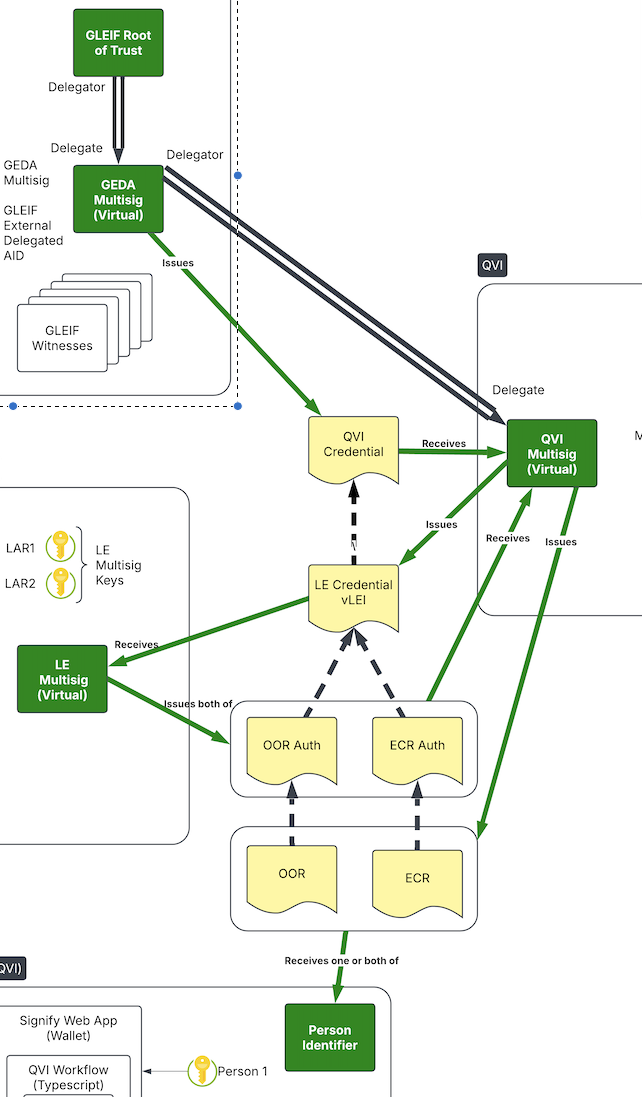 GLEIF Root
of Trust
Delegator
Delegate
Delegator
GEDA
Multisig
GEDA
Multisig
(Virtual)
GLEIF
External
Delegated
AID
Issues
QVI
GLEIF
Witnesses
Delegate
QVI
Credential
Receives
QVI
Multisig
(Virtual)
M
Issues
Receives
Issues
LAR1
LAR2
LE
Multisig
Keys
LE Credential
vLEI
Receives
LE
Multisig
(Virtual)
Issues both of
OOR Auth
ECR Auth
OOR
ECR
Receives one or both of
QVI)
Signify Web App
(Wallet)
Person
Identifier
QVI Workflow
(Typescript)
Person 1